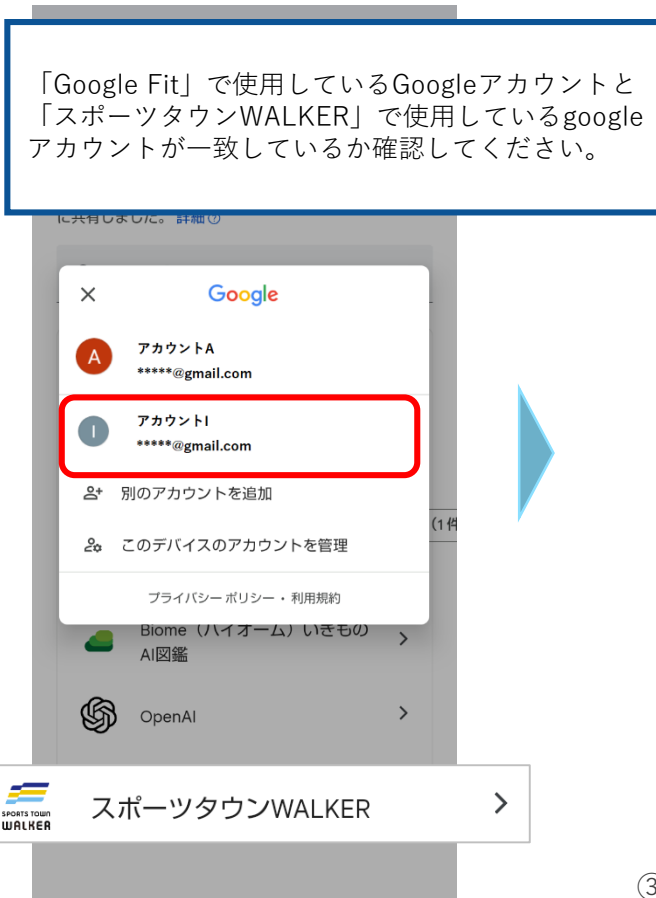 「Google Fit」で使用しているGoogleアカウントと
「スポーツタウンWALKER」で使用しているgoogle
アカウントが一致しているか確認してください。
に共有しました。詳細
Google
A
アカウントA
*****@gmail.com
I
アカウントI
*****@gmail.com
別のアカウントを追加
(1件
このデバイスのアカウントを管理
プライバシー ポリシー・利用規約
Biome（バイオーム）いきもの
AI図鑑
OpenAI
SPORTS TOWN
WALKER
スポーツタウンWALKER
③